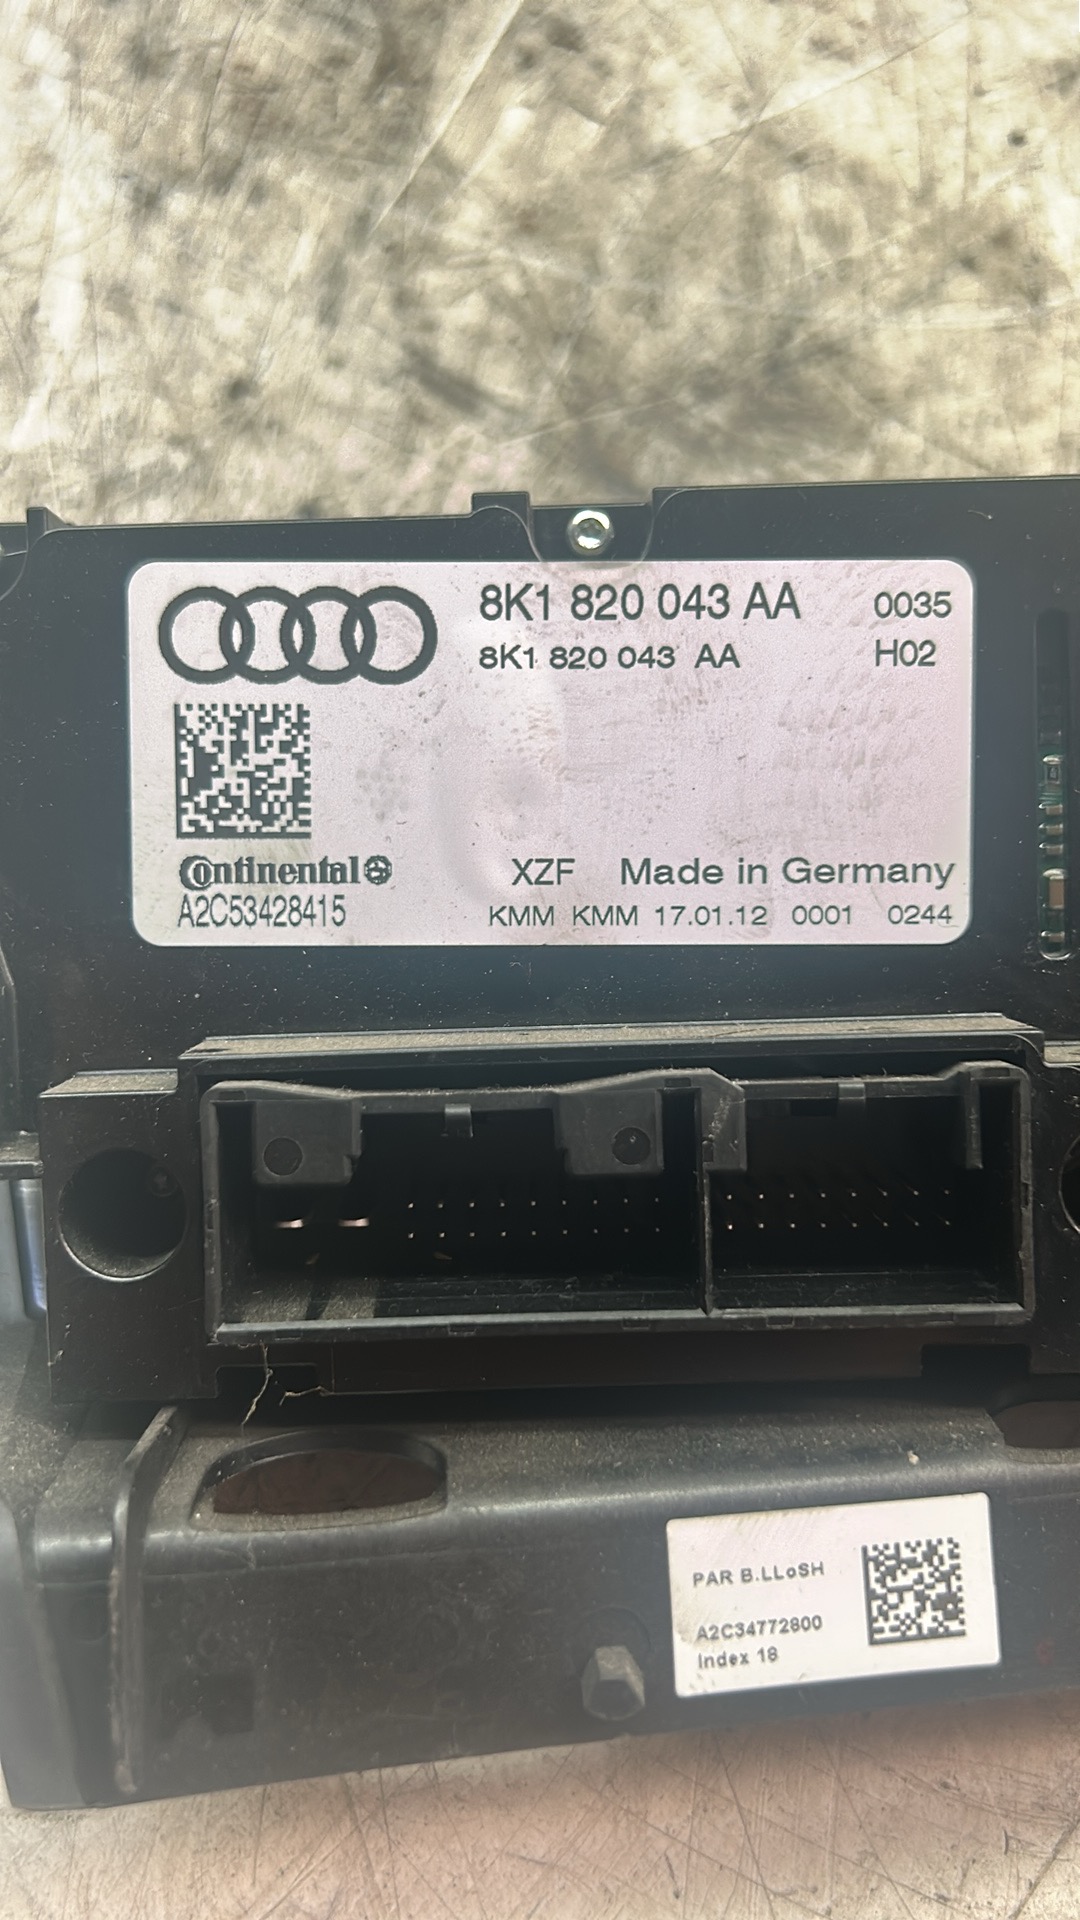 8K1 820 043 AA 0035
8K1 820 043 AA H02
Continental
A2C53428415
XZF Made in Germany
KMM KMM 17.01.12 0001 0244
PAR B.LLoSH
A2C34772800
Index 18